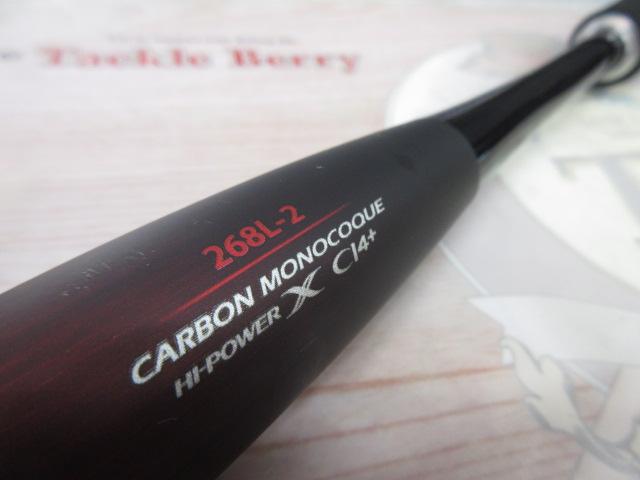 Tackle Berry
268L-2
CARBON MONOCOQUE
HI-POWER X CI4+